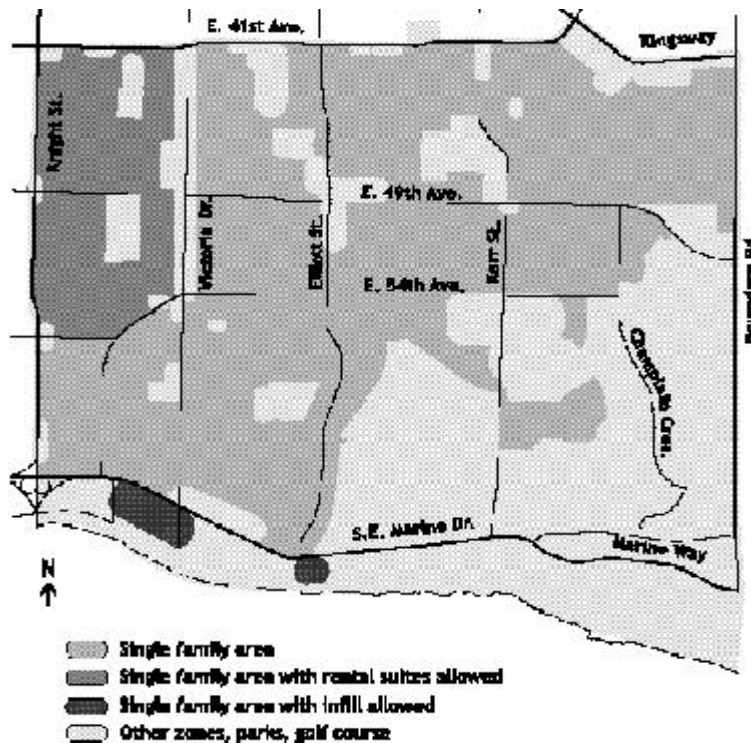 E. 41st Ave.
Kingsway
Knight St.
E. 49th Ave.
Victoria Dr.
Elliott St.
Kerr St.
E. 54th Ave.
Champlain Cres.
S.E. Marine Dr.
Marine Way
N
Single family area
Single family area with rental suites allowed
Single family area with infill allowed
Other zones, parks, golf course